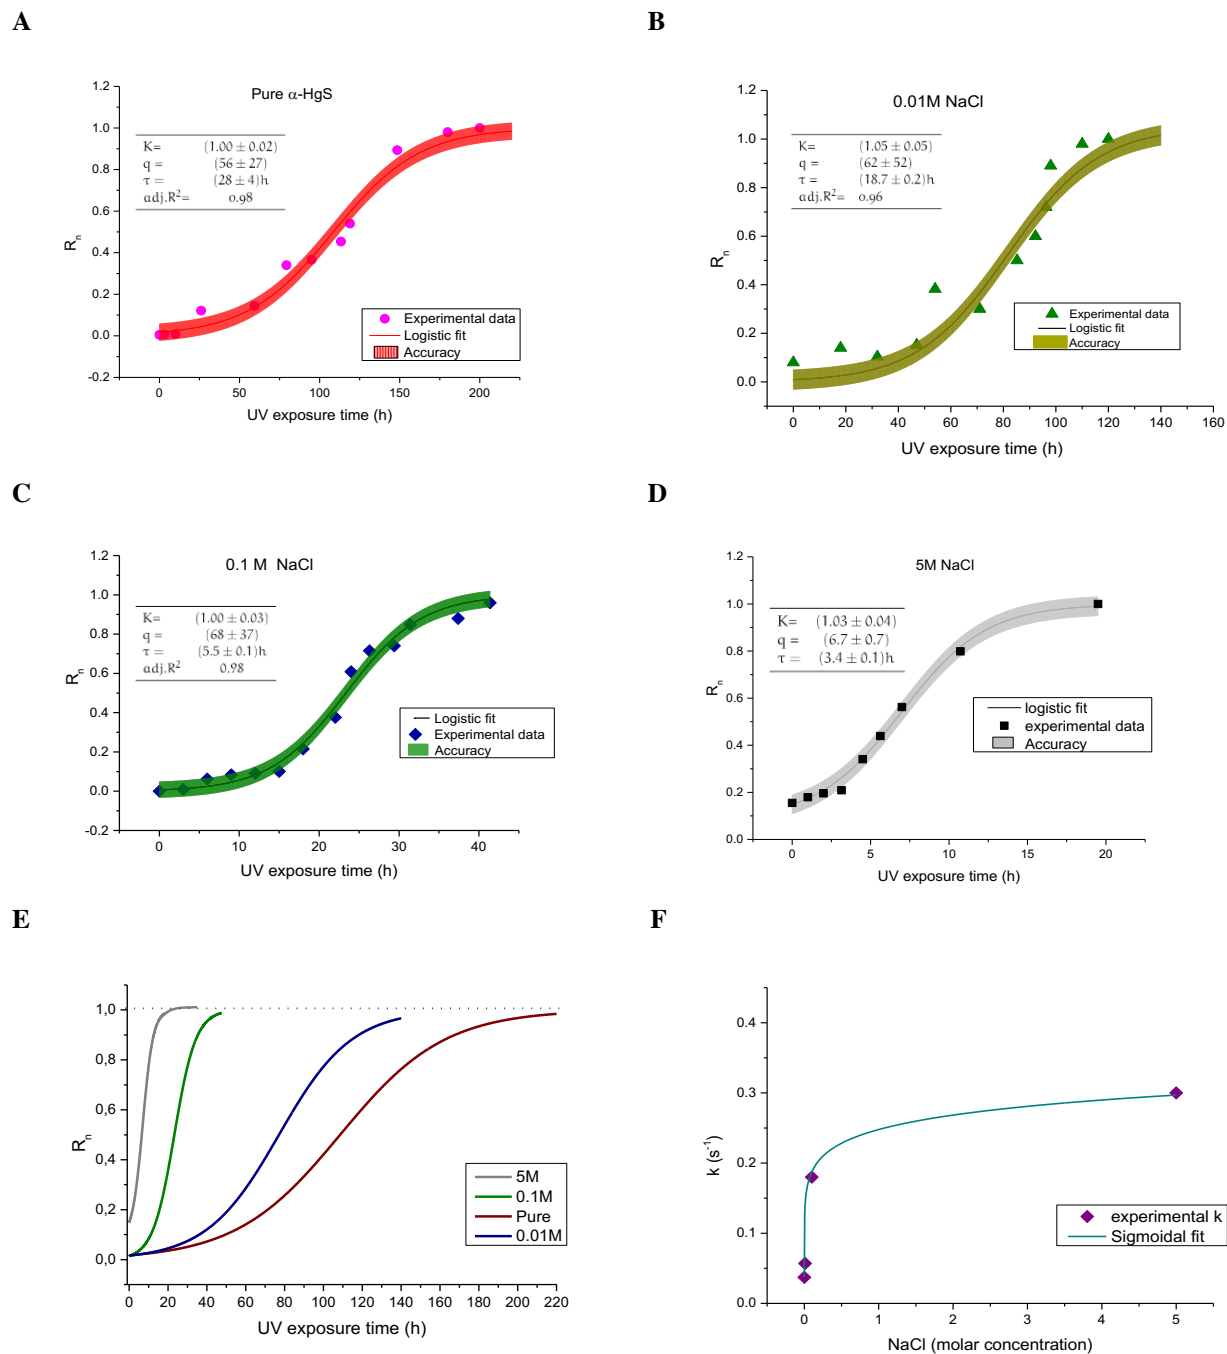 A
Pure α-HgS
K= (1.00 ± 0.02)
q = (56 ± 27)
τ = (28 ± 4)h
adj.R²= 0.98
1.2
1.0
0.8
0.6
0.4
0.2
0.0
-0.2
Rn
Experimental data
Logistic fit
Accuracy
0 50 100 150 200
UV exposure time (h)
B
0.01M NaCl
K= (1.05 ± 0.05)
q = (62 ± 52)
τ = (18.7 ± 0.2)h
adj.R²= 0.96
1.2
1.0
0.8
0.6
0.4
0.2
0.0
Rn
Experimental data
Logistic fit
Accuracy
0 20 40 60 80 100 120 140 160
UV exposure time (h)
C
0.1 M NaCl
K= (1.00 ± 0.03)
q = (68 ± 37)
τ = (5.5 ± 0.1)h
adj.R² 0.98
1.2
1.0
0.8
0.6
0.4
0.2
0.0
-0.2
Rn
Logistic fit
Experimental data
Accuracy
0 10 20 30 40
UV exposure time (h)
D
5M NaCl
K= (1.03 ± 0.04)
q = (6.7 ± 0.7)
τ = (3.4 ± 0.1)h
1.2
1.0
0.8
0.6
0.4
0.2
0.0
Rn
logistic fit
experimental data
Accuracy
0 5 10 15 20
UV exposure time (h)
E
1,0
0,8
0,6
0,4
0,2
0,0
Rn
5M
0.1M
Pure
0.01M
0 20 40 60 80 100 120 140 160 180 200 220
UV exposure time (h)
F
0.4
0.3
0.2
0.1
0.0
k (s⁻¹)
experimental k
Sigmoidal fit
0 1 2 3 4 5
NaCl (molar concentration)